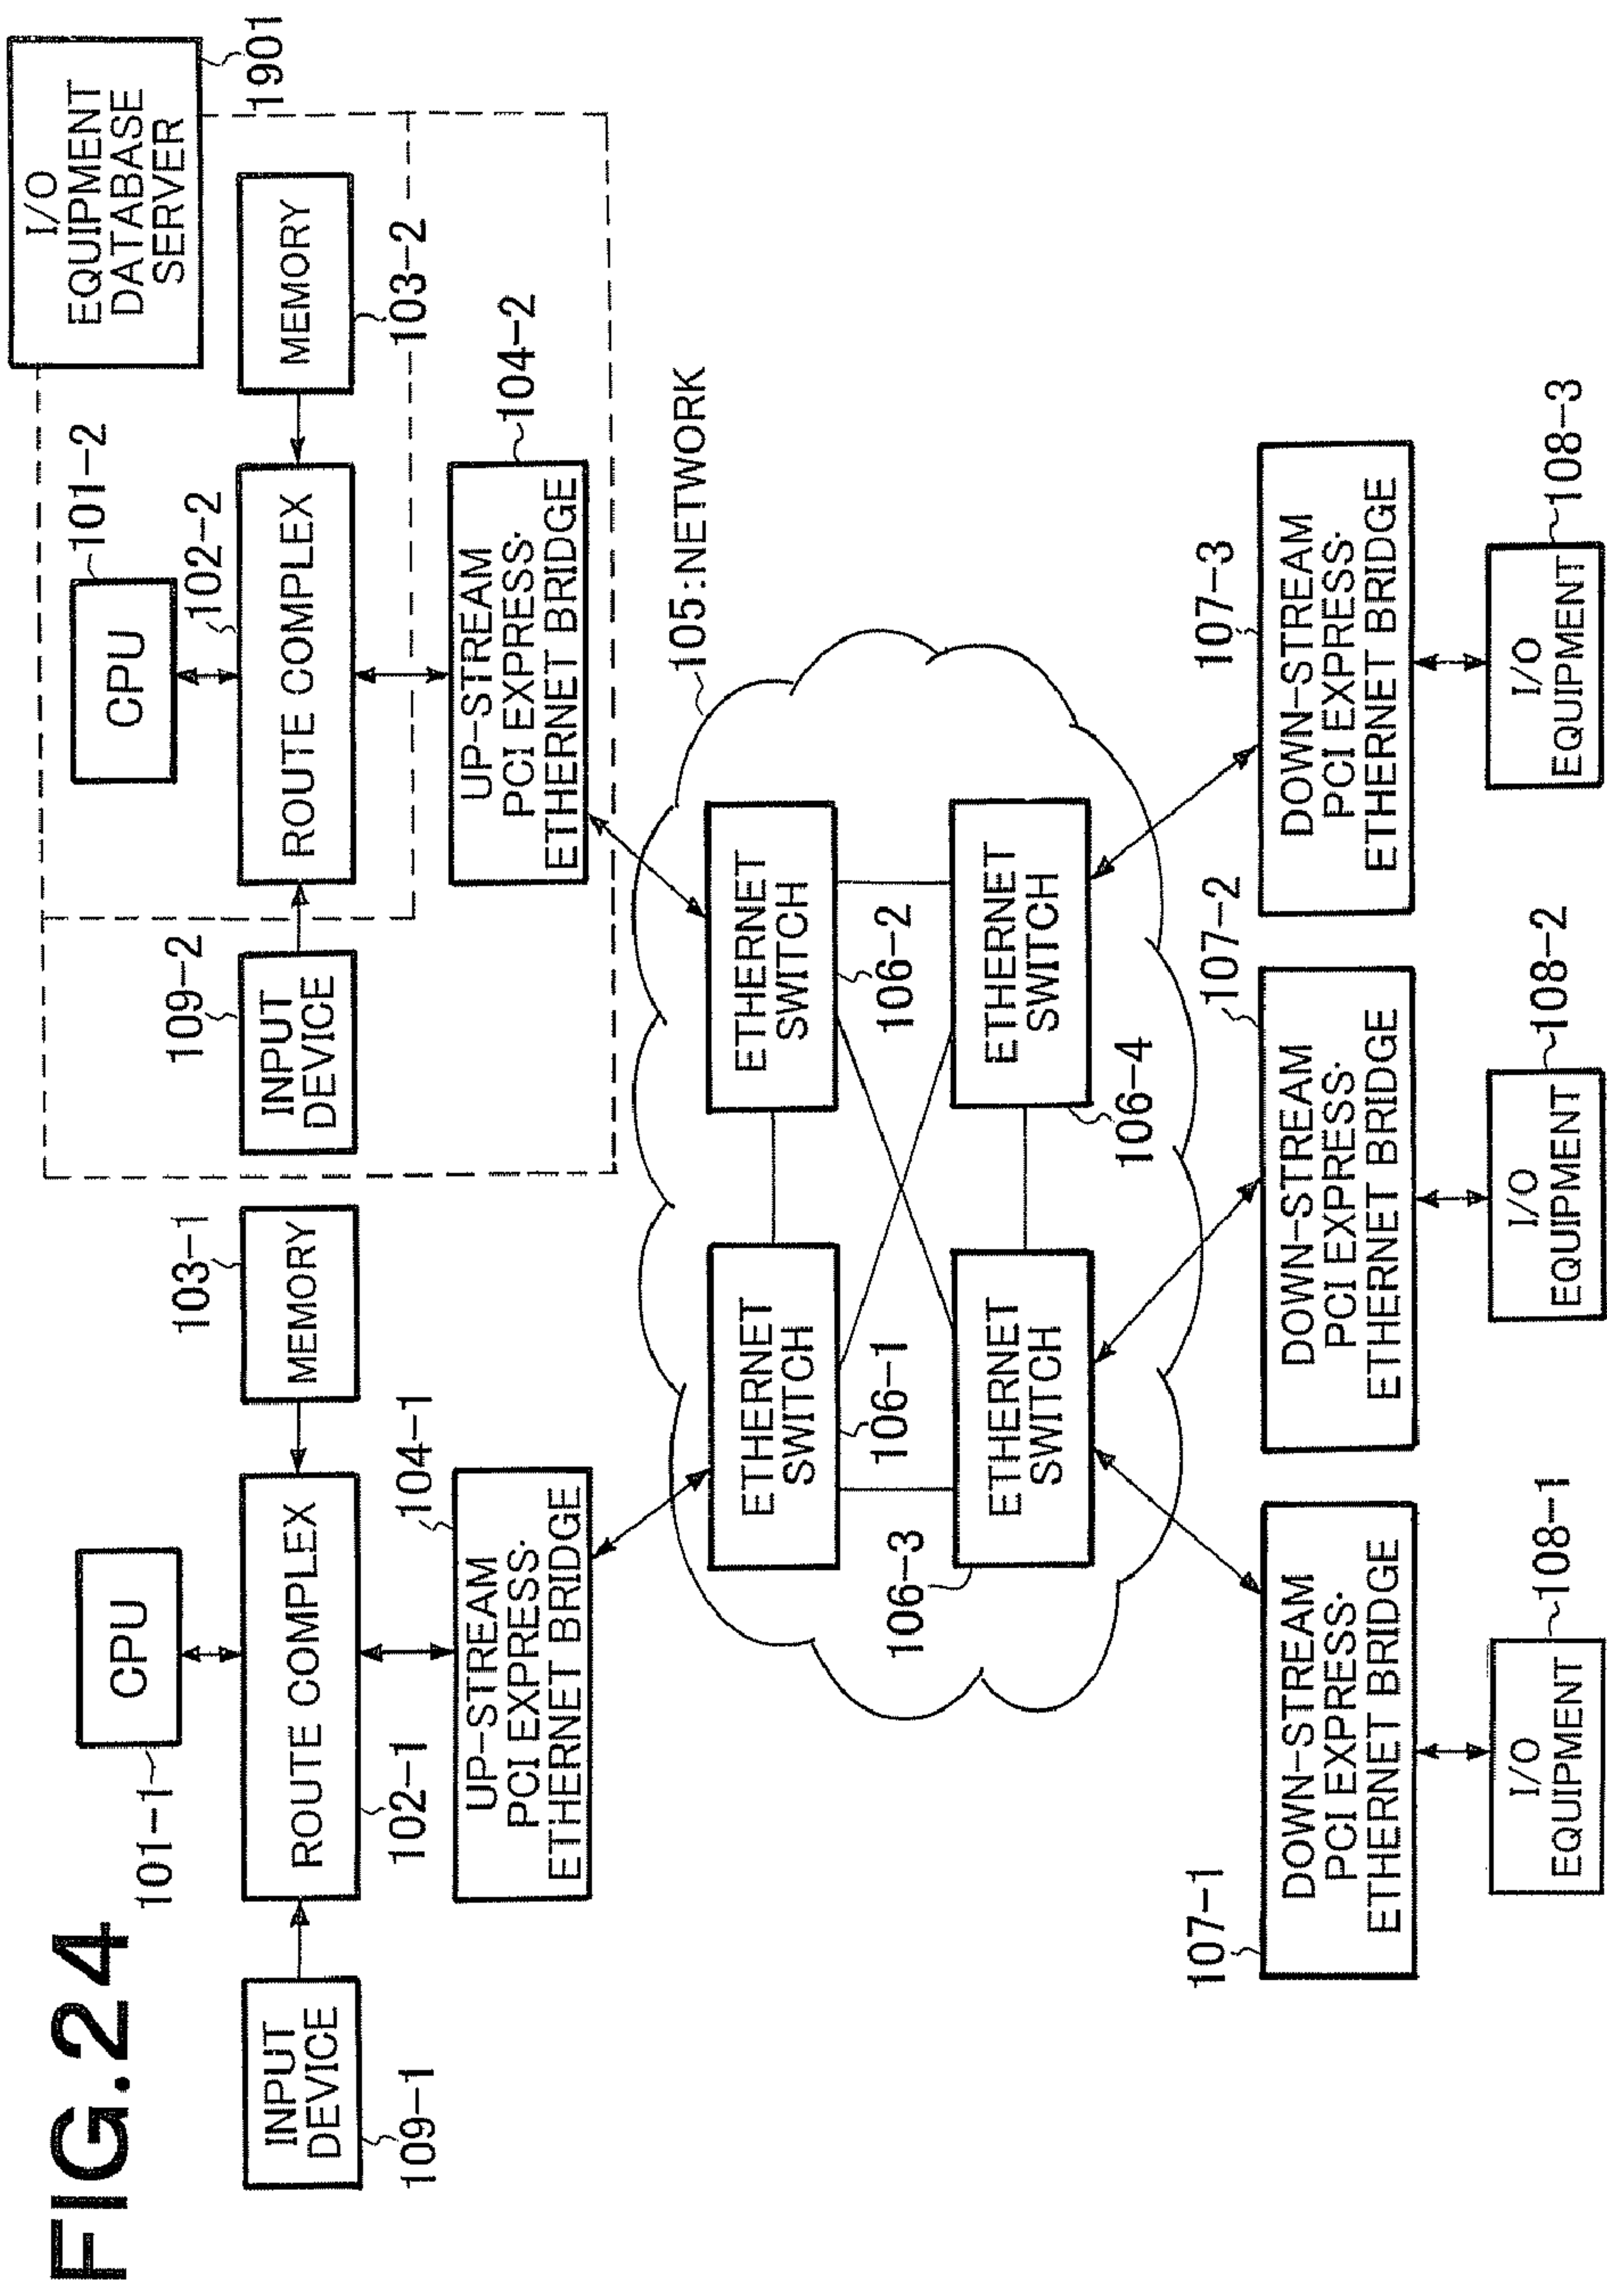 FIG.24
I/O
EQUIPMENT
DATABASE
SERVER
1901
101-1
CPU
101-2
CPU
102-2
109-1
INPUT
DEVICE
ROUTE COMPLEX
102-1
103-1
MEMORY
109-2
INPUT
DEVICE
ROUTE COMPLEX
MEMORY
103-2
104-1
UP-STREAM
PCI EXPRESS·
ETHERNET BRIDGE
104-2
UP-STREAM
PCI EXPRESS·
ETHERNET BRIDGE
105:NETWORK
ETHERNET
SWITCH
106-1
ETHERNET
SWITCH
106-2
106-3
ETHERNET
SWITCH
ETHERNET
SWITCH
106-4
107-1
DOWN-STREAM
PCI EXPRESS·
ETHERNET BRIDGE
107-2
DOWN-STREAM
PCI EXPRESS·
ETHERNET BRIDGE
107-3
DOWN-STREAM
PCI EXPRESS·
ETHERNET BRIDGE
I/O
EQUIPMENT
108-1
I/O
EQUIPMENT
108-2
I/O
EQUIPMENT
108-3